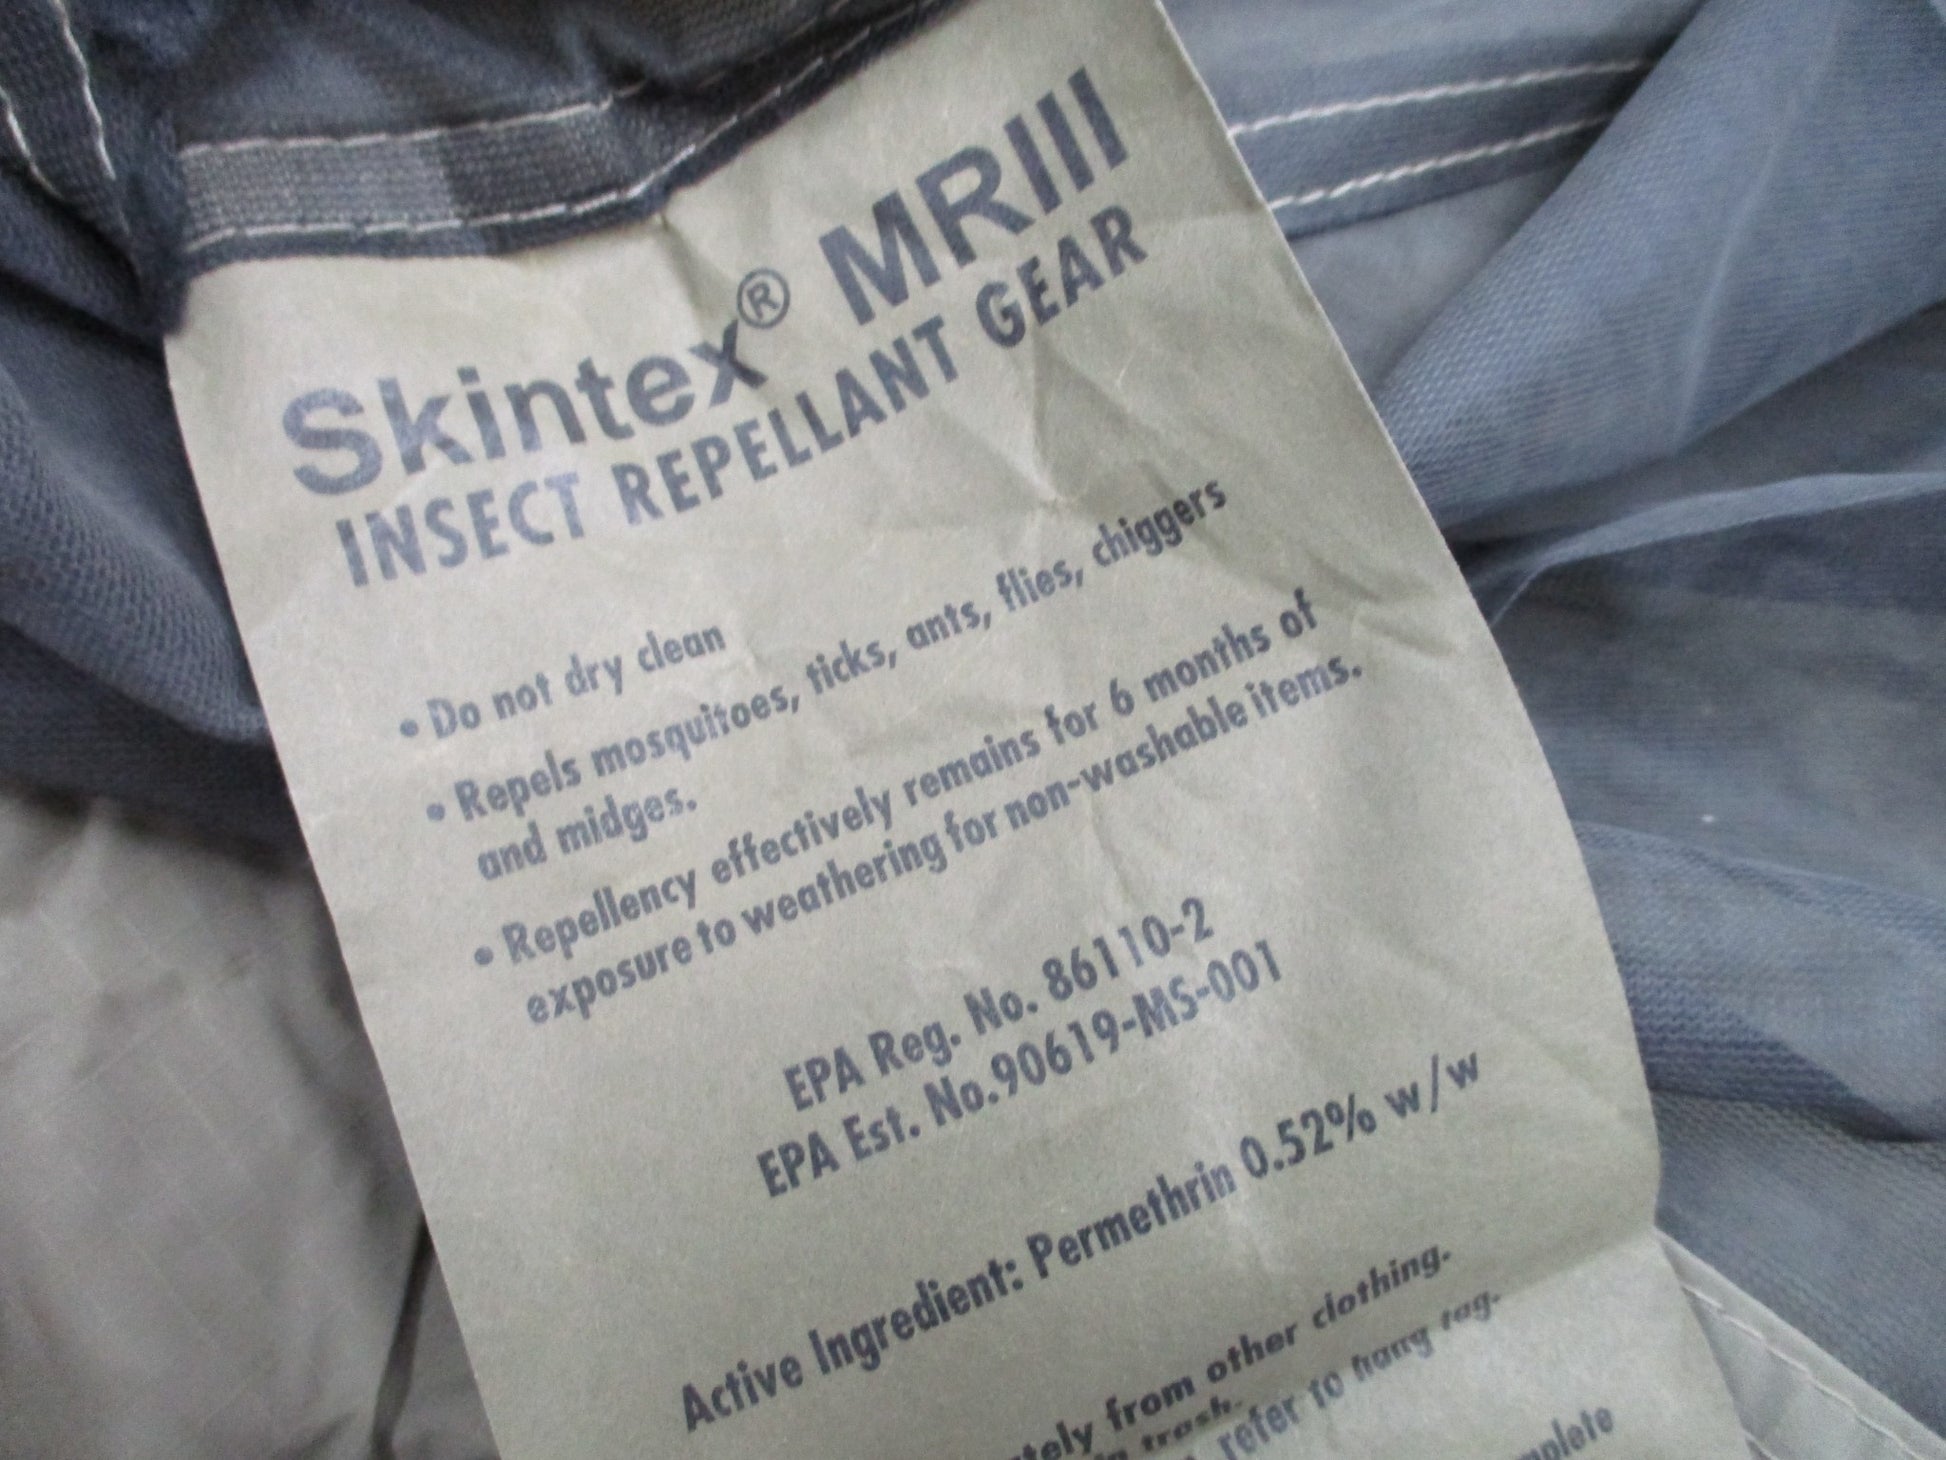 Skintex® MRIII
INSECT REPELLANT GEAR
• Do not dry clean
• Repels mosquitoes, ticks, ants, flies, chiggers
and midges.
• Repellency effectively remains for 6 months of
exposure to weathering for non-washable items.
EPA Reg. No. 86110-2
EPA Est. No.90619-MS-001
Active Ingredient: Permethrin 0.52% w/w
from other clothing.
in trash.
refer to hang tag.